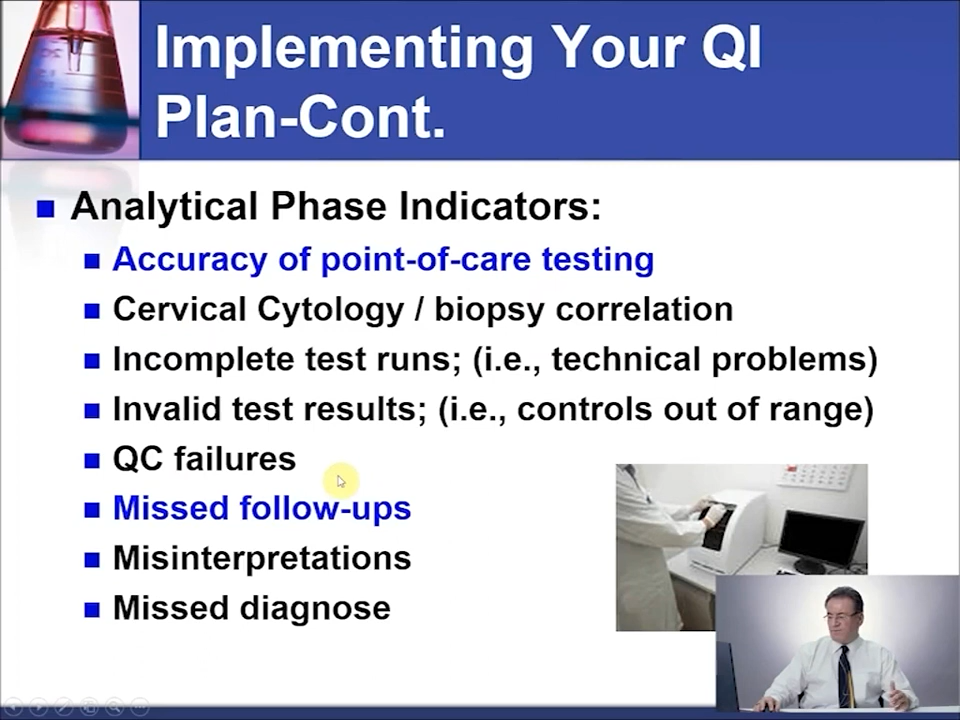 Implementing Your QI
Plan-Cont.
Analytical Phase Indicators:
Accuracy of point-of-care testing
Cervical Cytology / biopsy correlation
Incomplete test runs; (i.e., technical problems)
Invalid test results; (i.e., controls out of range)
QC failures
Missed follow-ups
Misinterpretations
Missed diagnose